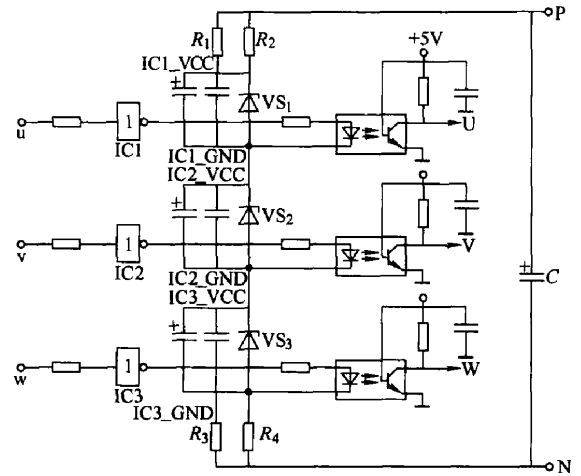 P
R1 R2
+5V
IC1_VCC
VS1
u
1
IC1
U
IC1_GND
IC2_VCC
VS2
v
1
IC2
V
C
IC2_GND
IC3_VCC
VS3
w
1
IC3
W
IC3_GND
R3 R4
N